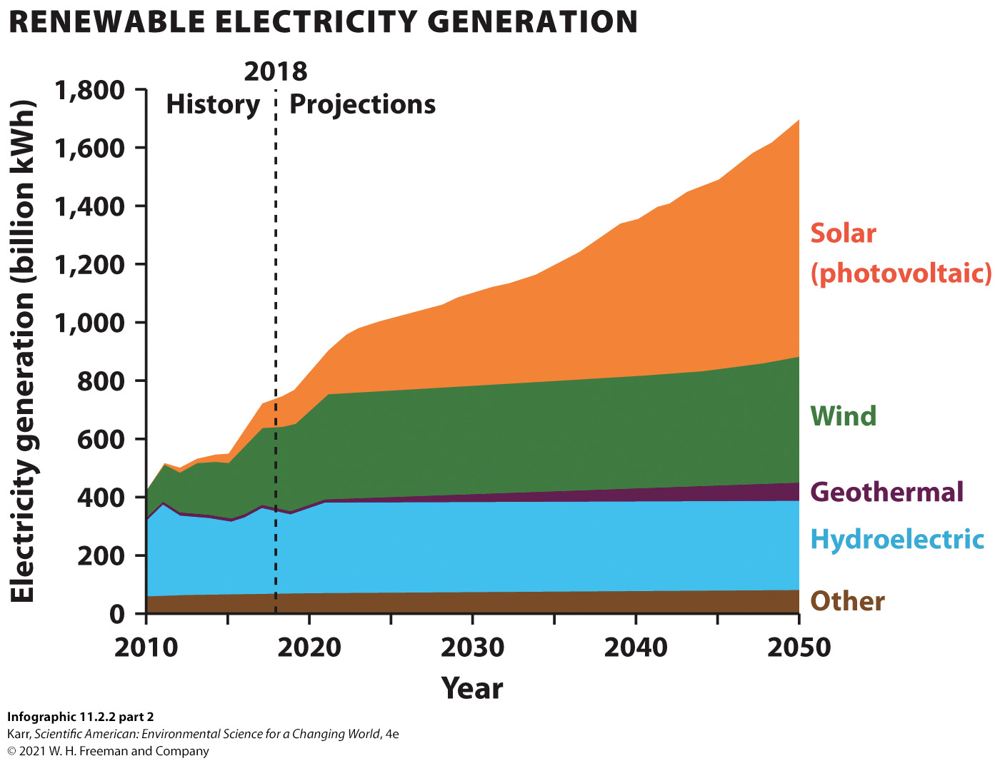 RENEWABLE ELECTRICITY GENERATION
2018
History Projections
Electricity generation (billion kWh)
1,800
1,600
1,400
1,200
1,000
800
600
400
200
0
Solar
(photovoltaic)
Wind
Geothermal
Hydroelectric
Other
2010 2020 2030 2040 2050
Year
Infographic 11.2.2 part 2
Karr, Scientific American: Environmental Science for a Changing World, 4e
© 2021 W. H. Freeman and Company